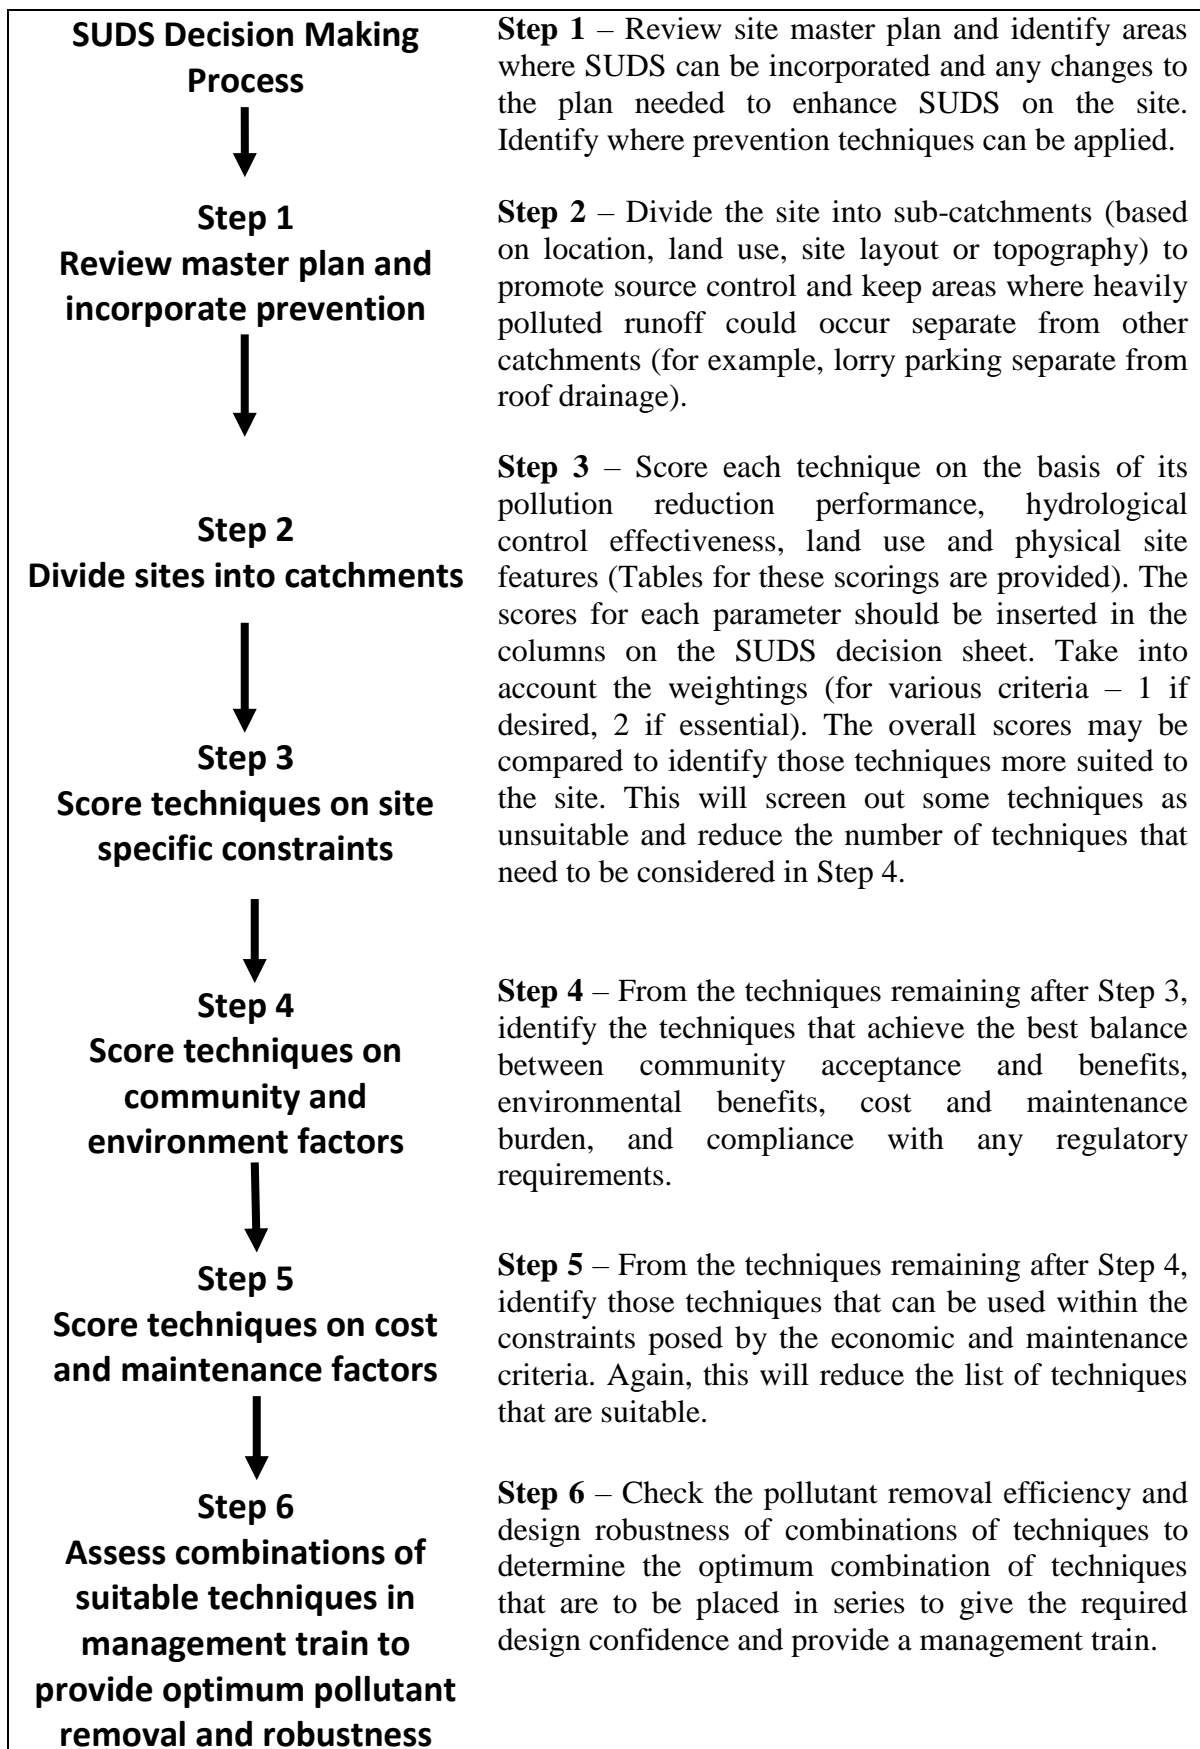 SUDS Decision Making
Process
Step 1
Review master plan and
incorporate prevention
Step 2
Divide sites into catchments
Step 3
Score techniques on site
specific constraints
Step 4
Score techniques on
community and
environment factors
Step 5
Score techniques on cost
and maintenance factors
Step 6
Assess combinations of
suitable techniques in
management train to
provide optimum pollutant
removal and robustness
Step 1 – Review site master plan and identify areas
where SUDS can be incorporated and any changes to
the plan needed to enhance SUDS on the site.
Identify where prevention techniques can be applied.
Step 2 – Divide the site into sub-catchments (based
on location, land use, site layout or topography) to
promote source control and keep areas where heavily
polluted runoff could occur separate from other
catchments (for example, lorry parking separate from
roof drainage).
Step 3 – Score each technique on the basis of its
pollution reduction performance, hydrological
control effectiveness, land use and physical site
features (Tables for these scorings are provided). The
scores for each parameter should be inserted in the
columns on the SUDS decision sheet. Take into
account the weightings (for various criteria – 1 if
desired, 2 if essential). The overall scores may be
compared to identify those techniques more suited to
the site. This will screen out some techniques as
unsuitable and reduce the number of techniques that
need to be considered in Step 4.
Step 4 – From the techniques remaining after Step 3,
identify the techniques that achieve the best balance
between community acceptance and benefits,
environmental benefits, cost and maintenance
burden, and compliance with any regulatory
requirements.
Step 5 – From the techniques remaining after Step 4,
identify those techniques that can be used within the
constraints posed by the economic and maintenance
criteria. Again, this will reduce the list of techniques
that are suitable.
Step 6 – Check the pollutant removal efficiency and
design robustness of combinations of techniques to
determine the optimum combination of techniques
that are to be placed in series to give the required
design confidence and provide a management train.